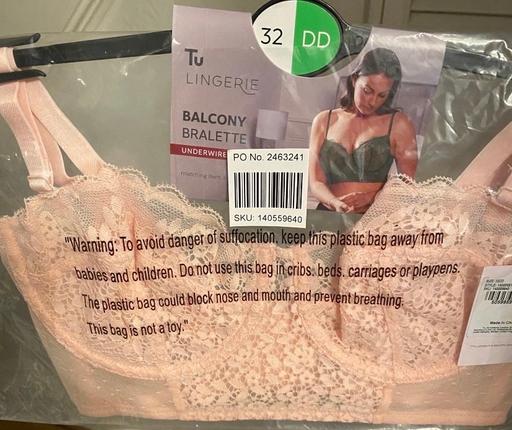 32 DD
Tu
LINGERIE
BALCONY
BRALETTE
UNDERWIRE
PO No. 2463241
SKU: 140559640
"Warning: To avoid danger of suffocation, keep this plastic bag away from
babies and children. Do not use this bag in cribs, beds, carriages or playpens.
The plastic bag could block nose and mouth and prevent breathing.
This bag is not a toy."